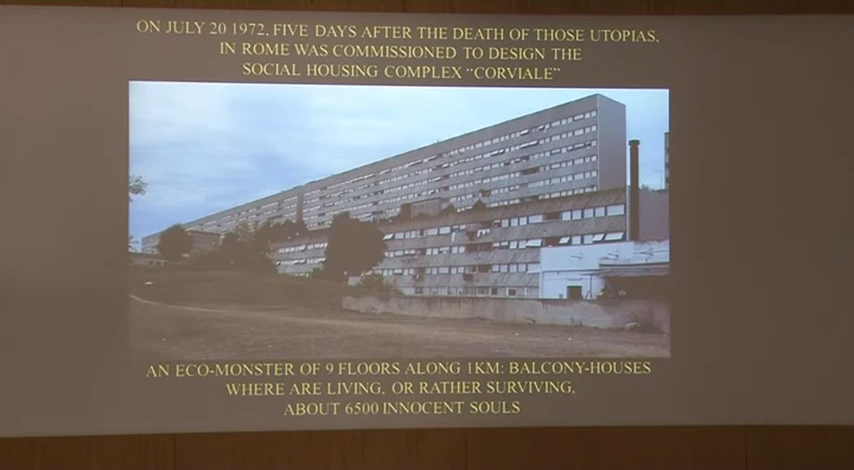 ON JULY 20 1972, FIVE DAYS AFTER THE DEATH OF THOSE UTOPIAS,
IN ROME WAS COMMISSIONED TO DESIGN THE
SOCIAL HOUSING COMPLEX “CORVIALE”
AN ECO-MONSTER OF 9 FLOORS ALONG 1KM: BALCONY-HOUSES
WHERE ARE LIVING, OR RATHER SURVIVING,
ABOUT 6500 INNOCENT SOULS